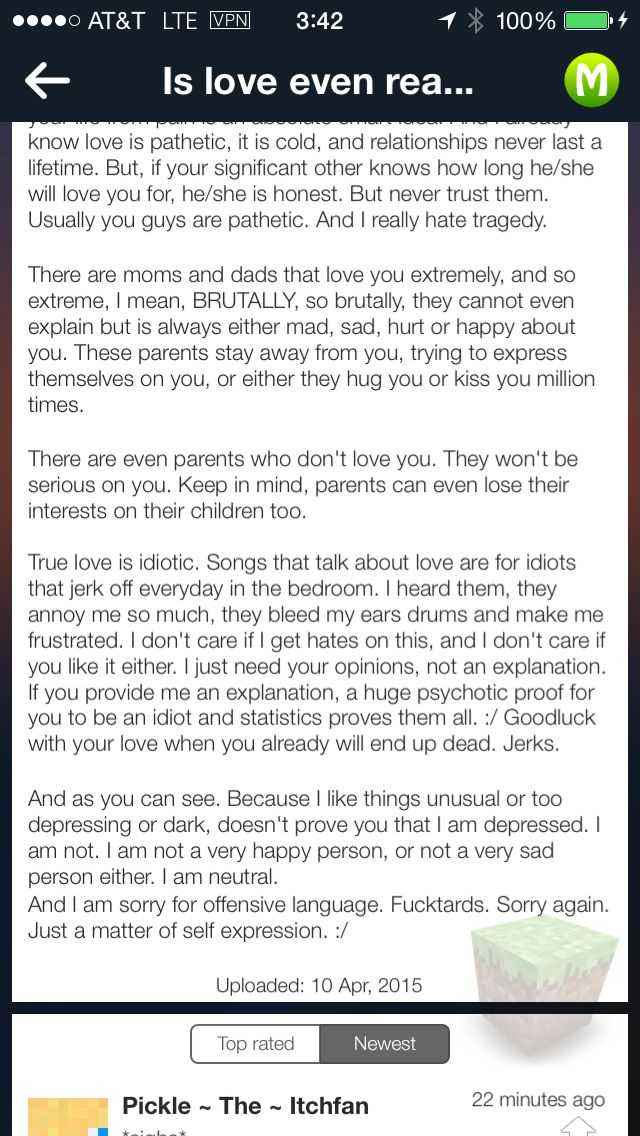 AT&T LTE VPN 3:42 100%
Is love even rea...
M
know love is pathetic, it is cold, and relationships never last a
lifetime. But, if your significant other knows how long he/she
will love you for, he/she is honest. But never trust them.
Usually you guys are pathetic. And I really hate tragedy.
There are moms and dads that love you extremely, and so
extreme, I mean, BRUTALLY, so brutally, they cannot even
explain but is always either mad, sad, hurt or happy about
you. These parents stay away from you, trying to express
themselves on you, or either they hug you or kiss you million
times.
There are even parents who don't love you. They won't be
serious on you. Keep in mind, parents can even lose their
interests on their children too.
True love is idiotic. Songs that talk about love are for idiots
that jerk off everyday in the bedroom. I heard them, they
annoy me so much, they bleed my ears drums and make me
frustrated. I don't care if I get hates on this, and I don't care if
you like it either. I just need your opinions, not an explanation.
If you provide me an explanation, a huge psychotic proof for
you to be an idiot and statistics proves them all. :/ Goodluck
with your love when you already will end up dead. Jerks.
And as you can see. Because I like things unusual or too
depressing or dark, doesn't prove you that I am depressed. I
am not. I am not a very happy person, or not a very sad
person either. I am neutral.
And I am sorry for offensive language. Fucktards. Sorry again.
Just a matter of self expression. :/
Uploaded: 10 Apr, 2015
Top rated Newest
Pickle ~ The ~ Itchfan 22 minutes ago